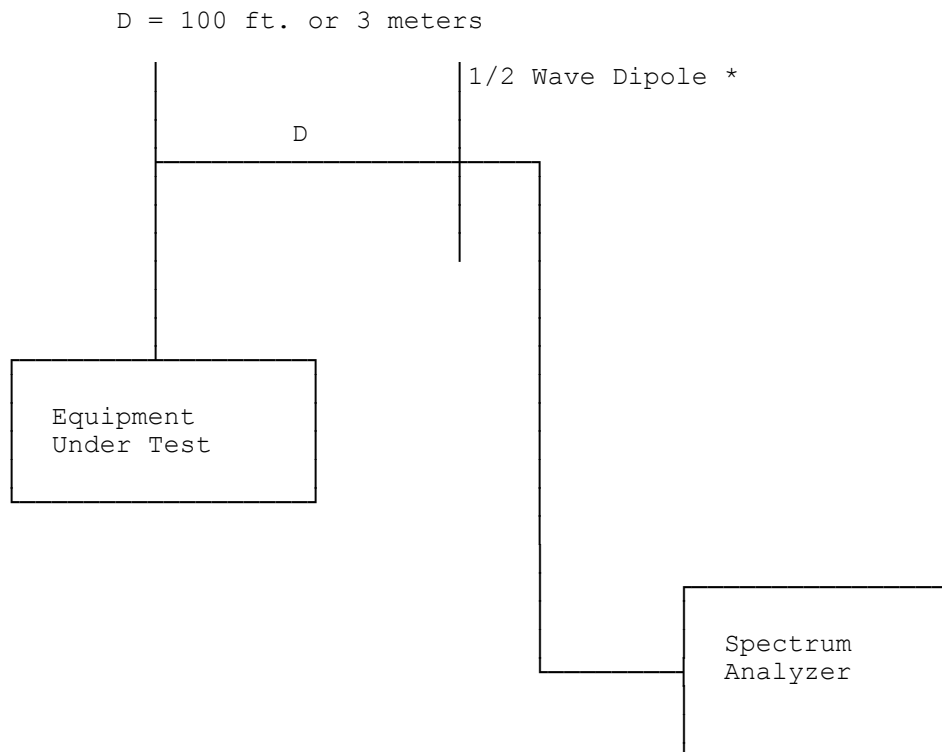 D = 100 ft. or 3 meters
1/2 Wave Dipole *
D
Equipment
Under Test
Spectrum
Analyzer